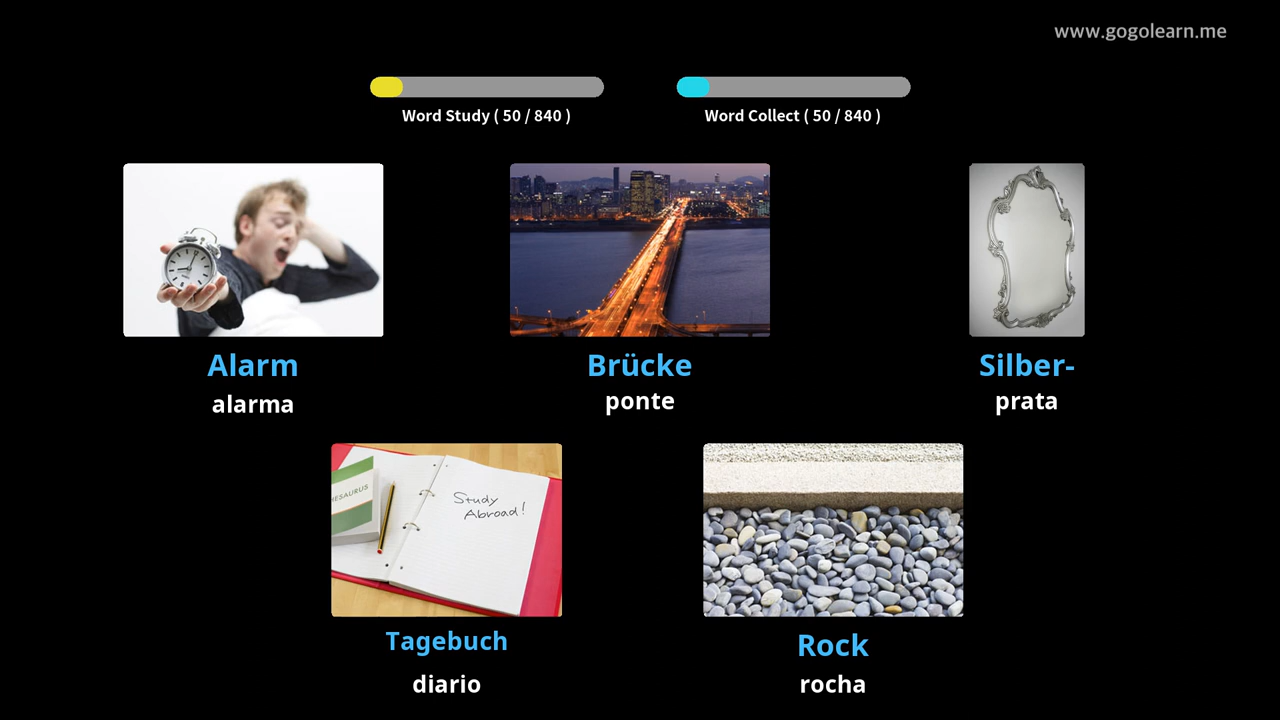 www.gogolearn.me
Word Study ( 50 / 840 )
Word Collect ( 50 / 840 )
Alarm
alarma
Brücke
ponte
Silber-
prata
HESAURUS
Study
Abroad!
Tagebuch
diario
Rock
rocha